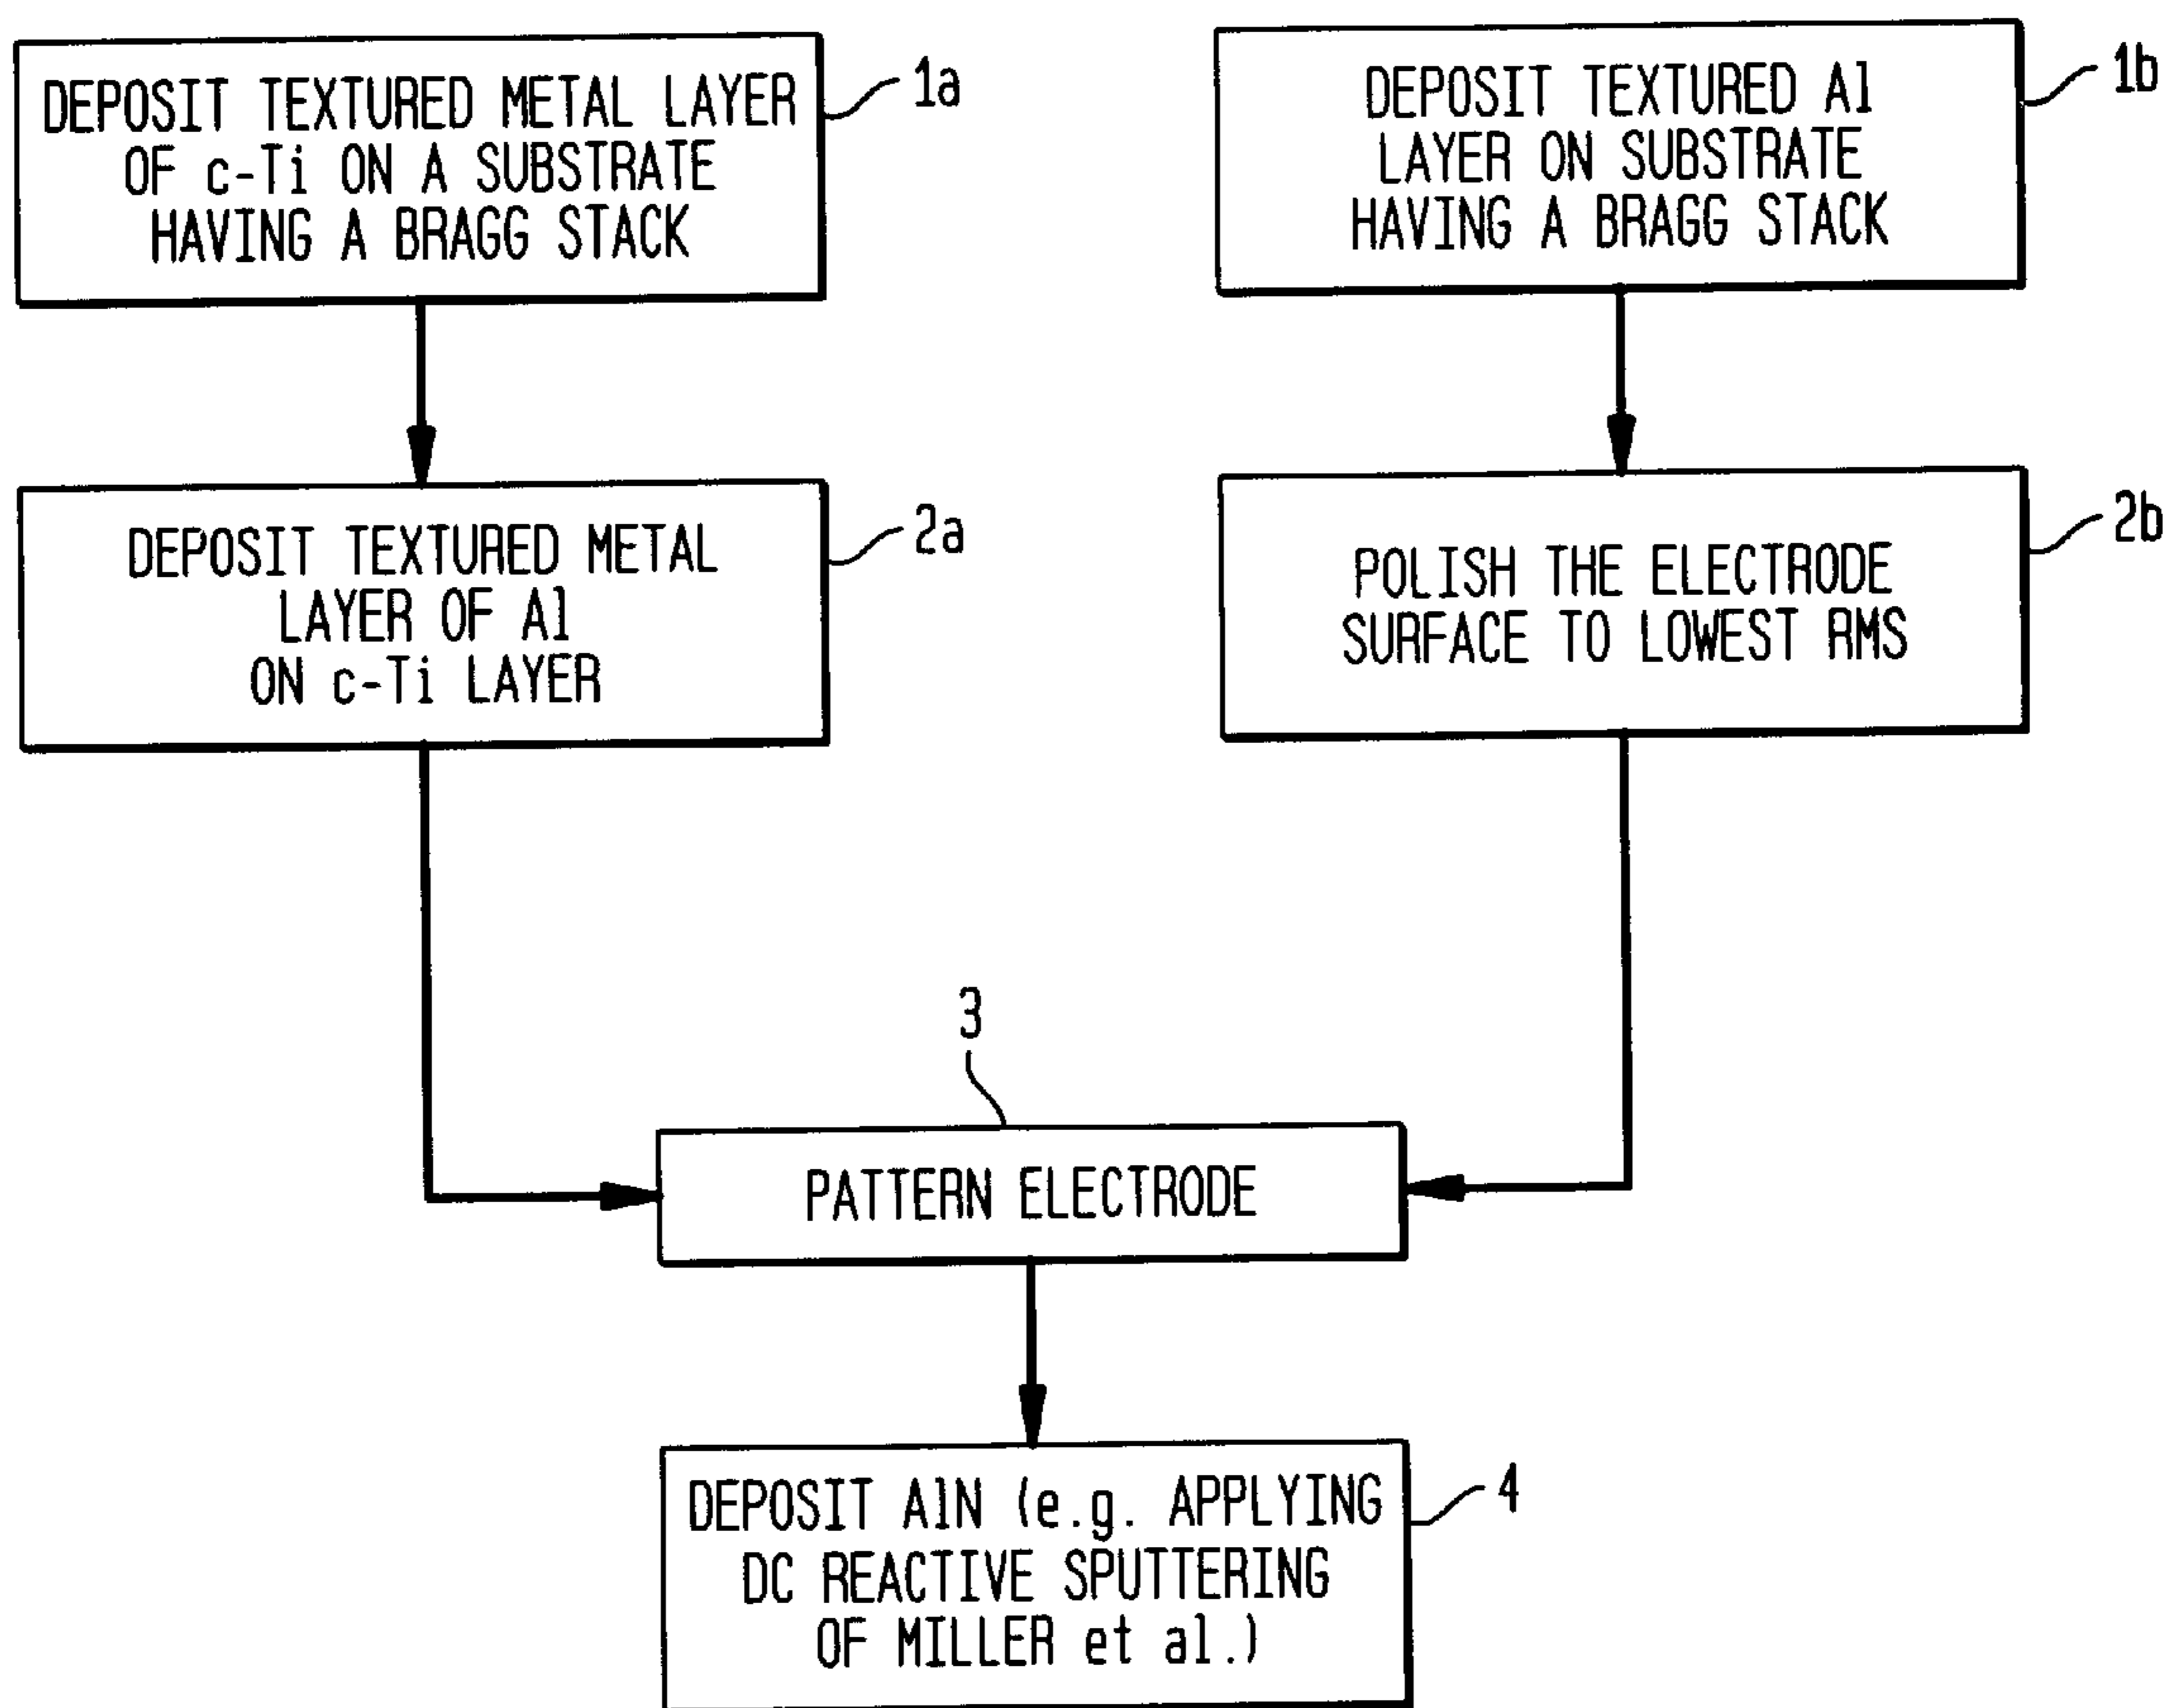 DEPOSIT TEXTURED METAL LAYER
OF c-Ti ON A SUBSTRATE
HAVING A BRAGG STACK
1a
DEPOSIT TEXTURED Al
LAYER ON SUBSTRATE
HAVING A BRAGG STACK
1b
DEPOSIT TEXTURED METAL
LAYER OF Al
ON c-Ti LAYER
2a
POLISH THE ELECTRODE
SURFACE TO LOWEST RMS
2b
3
PATTERN ELECTRODE
DEPOSIT AlN (e.g. APPLYING
DC REACTIVE SPUTTERING
OF MILLER et al.)
4